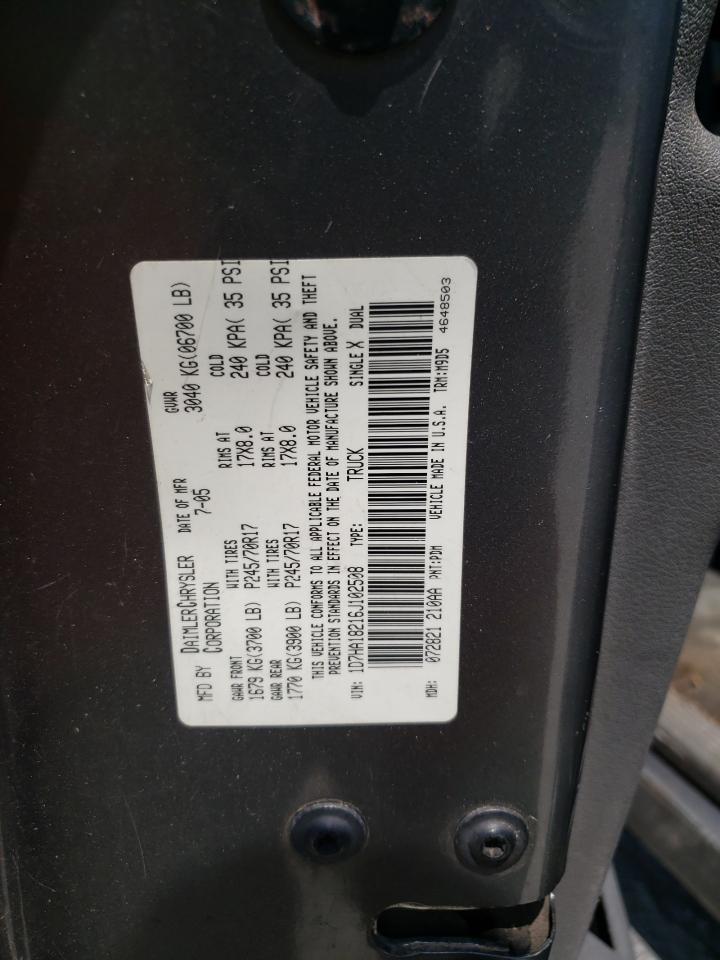 MFD BY DAIMLERCHRYSLER CORPORATION DATE OF MFR 7-05 GVWR 3040 KG(06700 LB)
GAWR FRONT WITH TIRES RIMS AT COLD
1679 KG(3700 LB) P245/70R17 17X8.0 240 KPA( 35 PSI
GAWR REAR WITH TIRES RIMS AT COLD
1770 KG(3900 LB) P245/70R17 17X8.0 240 KPA( 35 PSI
THIS VEHICLE CONFORMS TO ALL APPLICABLE FEDERAL MOTOR VEHICLE SAFETY AND THEFT
PREVENTION STANDARDS IN EFFECT ON THE DATE OF MANUFACTURE SHOWN ABOVE.
VIN: 1D7HA18216J102508 TYPE: TRUCK SINGLE X DUAL
MDH: 072821 210AA PNT:PDM VEHICLE MADE IN U.S.A. TRM:M9D5 4648503